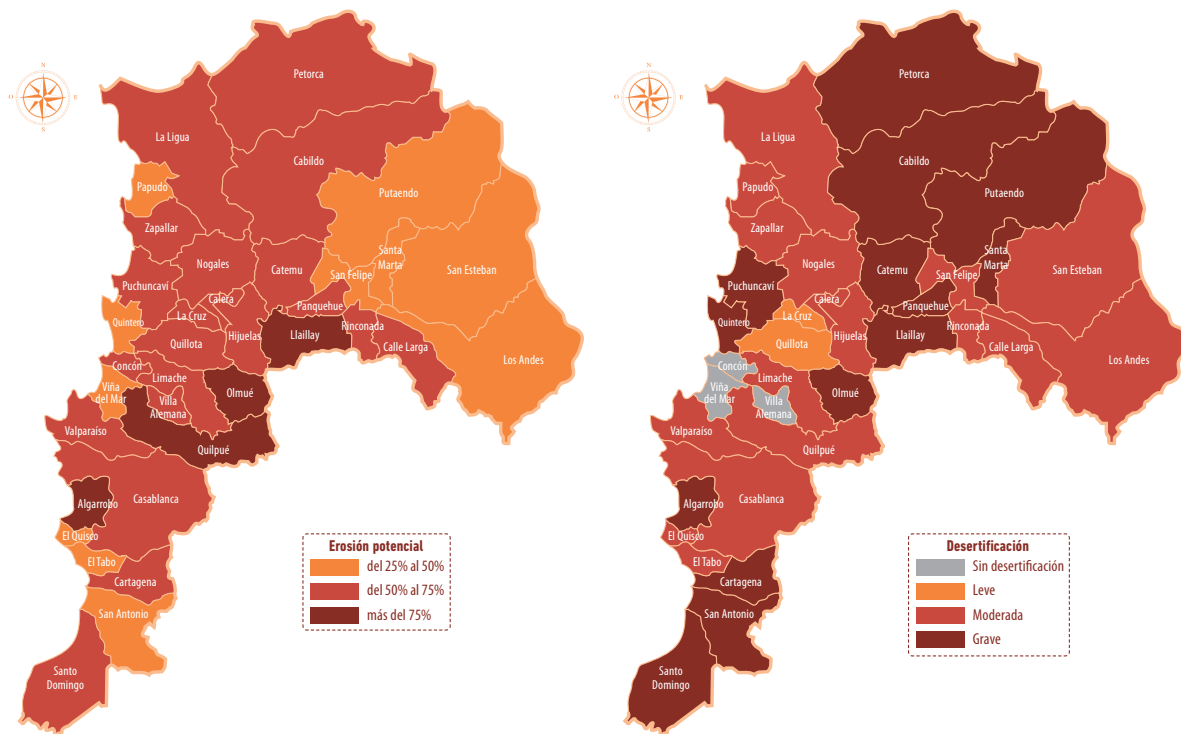 N
O
E
S
Petorca
La Ligua
Cabildo
Papudo
Putaendo
Zapallar
Santa
Marta
Nogales
Catemu
San Felipe
San Esteban
Puchuncaví
Calera
Panquehue
Quintero
La Cruz
Rinconada
Hijuelas
Llaillay
Quillota
Calle Larga
Los Andes
Concón
Limache
Viña
del Mar
Olmué
Villa
Alemana
Valparaíso
Quilpué
Algarrobo
Casablanca
El Quisco
El Tabo
Cartagena
San Antonio
Santo
Domingo
Erosión potencial
del 25% al 50%
del 50% al 75%
más del 75%
N
O
E
S
Petorca
La Ligua
Cabildo
Papudo
Putaendo
Zapallar
Santa
Marta
Nogales
Catemu
San Felipe
San Esteban
Puchuncaví
Calera
Panquehue
Quintero
La Cruz
Rinconada
Hijuelas
Llaillay
Quillota
Calle Larga
Los Andes
Concón
Limache
Viña
del Mar
Olmué
Villa
Alemana
Valparaíso
Quilpué
Algarrobo
Casablanca
El Quisco
El Tabo
Cartagena
San Antonio
Santo
Domingo
Desertificación
Sin desertificación
Leve
Moderada
Grave